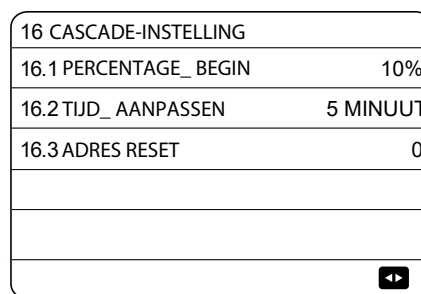 16 CASCADE-INSTELLING
16.1 PERCENTAGE_ BEGIN 10%
16.2 TIJD_ AANPASSEN 5 MINUUT
16.3 ADRES RESET 0